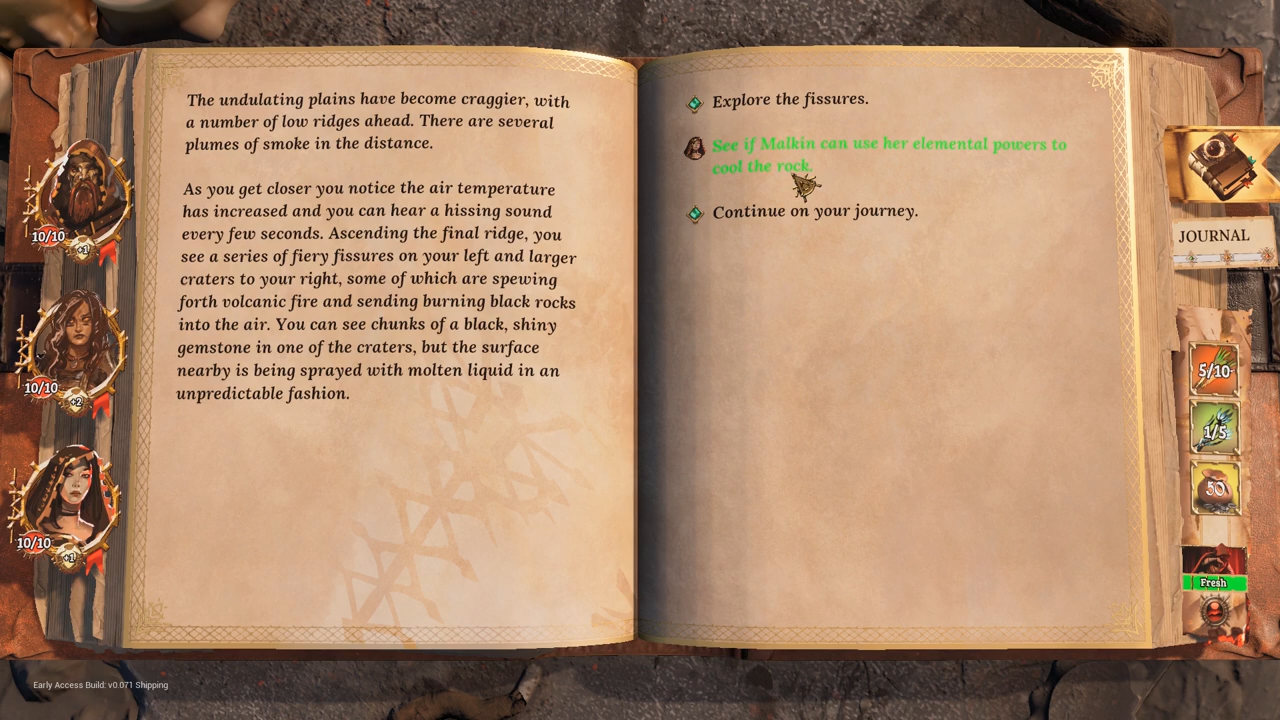 The undulating plains have become craggier, with
a number of low ridges ahead. There are several
plumes of smoke in the distance.
As you get closer you notice the air temperature
has increased and you can hear a hissing sound
every few seconds. Ascending the final ridge, you
see a series of fiery fissures on your left and larger
craters to your right, some of which are spewing
forth volcanic fire and sending burning black rocks
into the air. You can see chunks of a black, shiny
gemstone in one of the craters, but the surface
nearby is being sprayed with molten liquid in an
unpredictable fashion.
Explore the fissures.
See if Malkin can use her elemental powers to
cool the rock.
Continue on your journey.
10/10
+1
10/10
+2
10/10
+1
JOURNAL
5/10
1/5
50
Fresh
Early Access Build: v0.071 Shipping